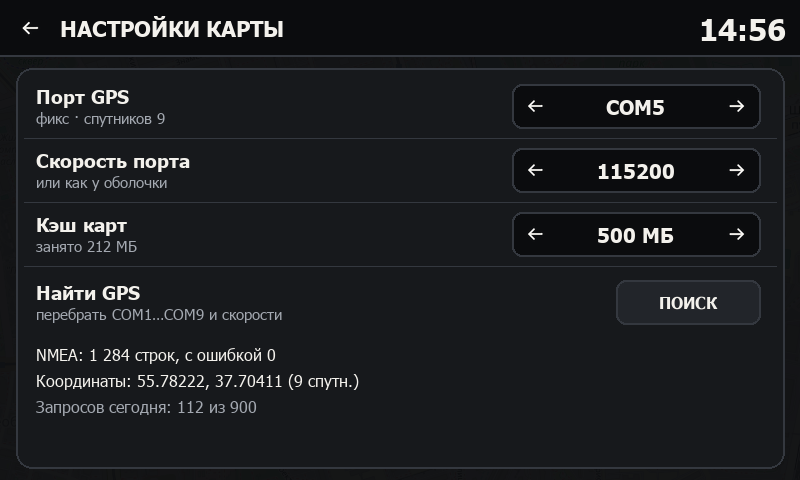 ← НАСТРОЙКИ КАРТЫ 14:56
Порт GPS
фикс · спутников 9
← COM5 →
Скорость порта
или как у оболочки
← 115200 →
Кэш карт
занято 212 МБ
← 500 МБ →
Найти GPS
перебрать COM1...COM9 и скорости
ПОИСК
NMEA: 1 284 строк, с ошибкой 0
Координаты: 55.78222, 37.70411 (9 спутн.)
Запросов сегодня: 112 из 900